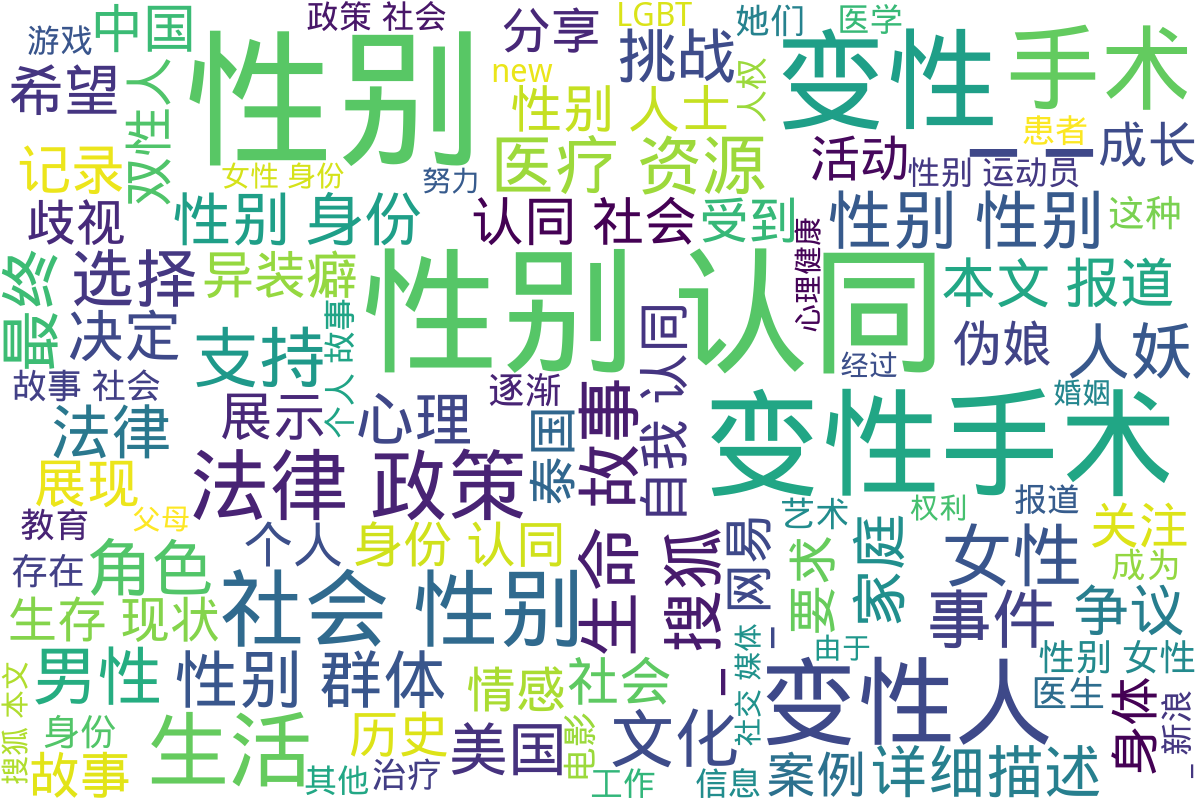 政策 社会
LGBT
她们
医学
中国
游戏
分享
挑战
变性
手术
希望
双性人
性别
new
性别 人士
人权
患者
成长
记录
女性 身份
努力
医疗 资源
活动
一一
性别 运动员
歧视
性别 身份
认同 社会
受到
心理健康
性别 性别
这种
最终
选择
异装癖
性别认同
本文 报道
决定
支持
故事
个人
自我 认同
伪娘
人妖
故事 社会
逐渐
经过
婚姻
法律
展示
心理
泰国
故事
变性手术
展现
法律 政策
教育
父母
报道
权利
艺术
关注
个人
身份 认同
生命
搜狐
网易
要求
家庭
女性
存在
角色
成为
生存 现状
社会 性别
事件
争议
男性
性别 群体
情感
社会
社交 媒体
由于
变性人
性别 女性
医生
搜狐 本文
身份
生活
历史
美国
电影
文化
身体
新浪
故事
其他
治疗
工作
信息
案例
详细描述